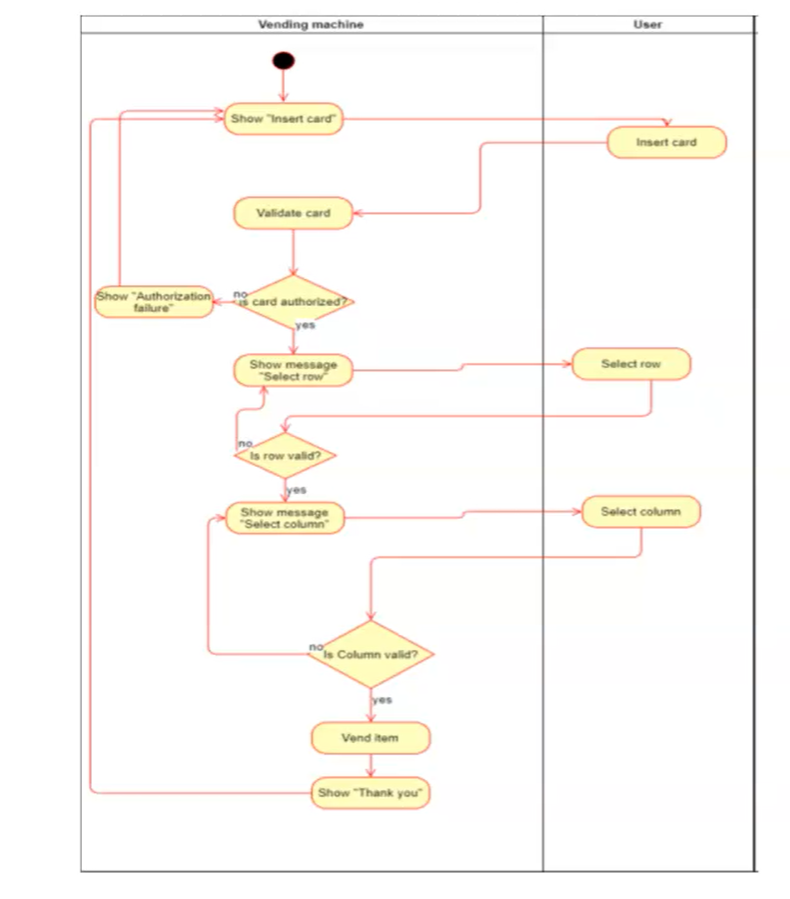 Vending machine
User
Show "Insert card"
Insert card
Validate card
no
is card authorized?
Show "Authorization
failure"
yes
Show message
"Select row"
Select row
no
Is row valid?
yes
Show message
"Select column"
Select column
no
Is Column valid?
yes
Vend item
Show "Thank you"